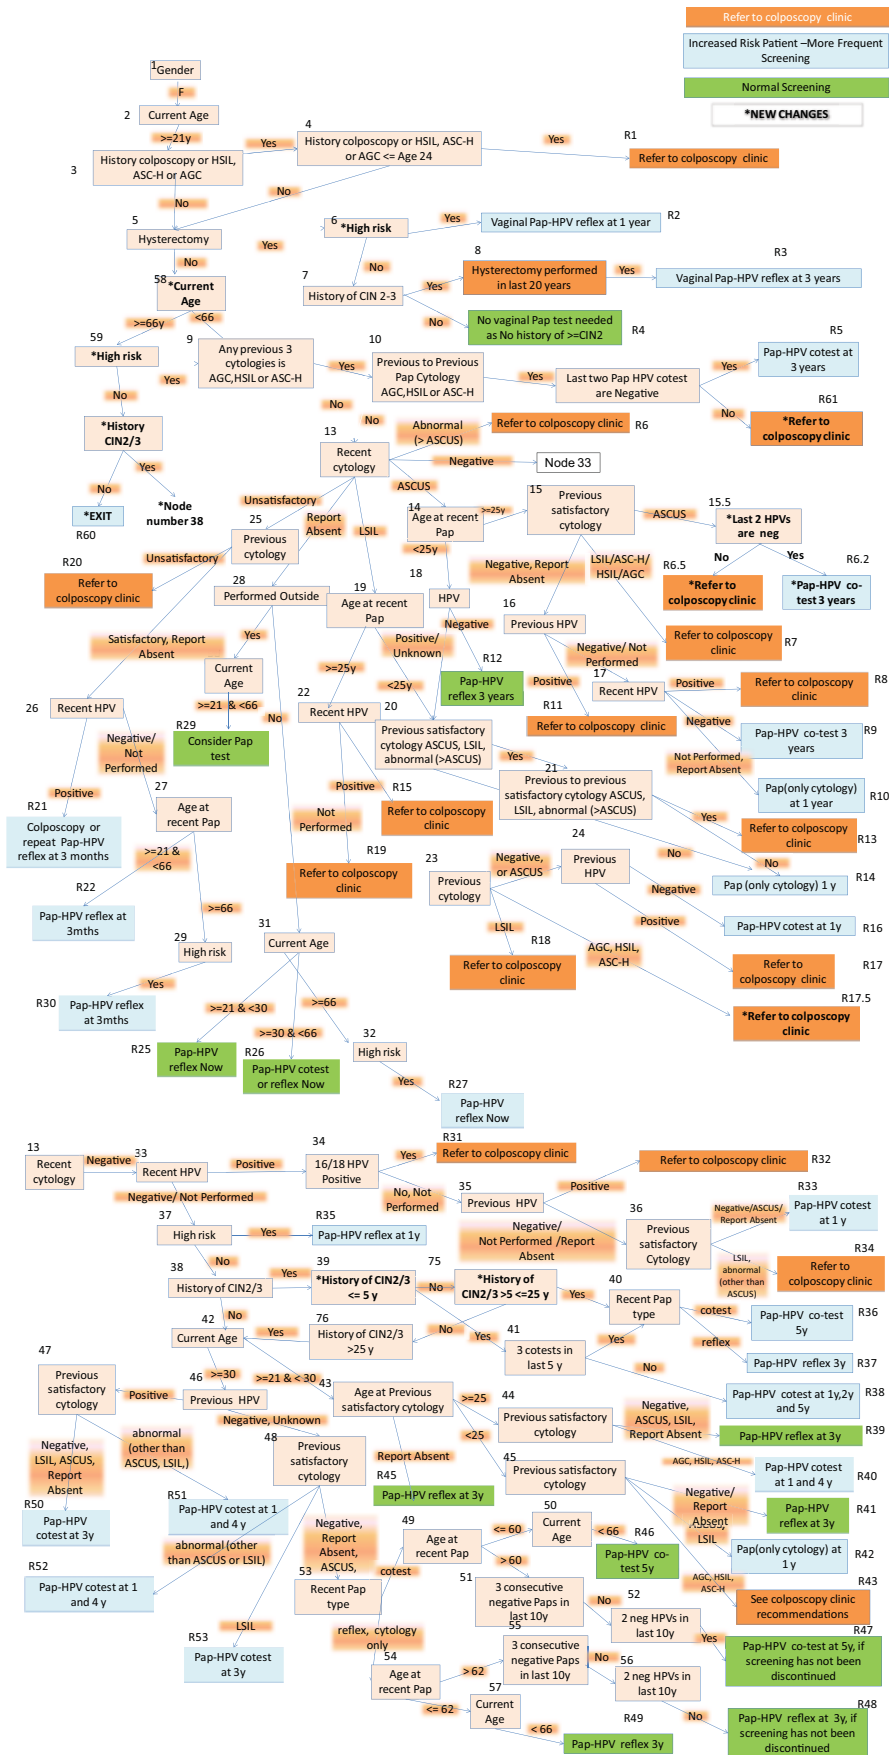 Refer to colposcopy clinic
Increased Risk Patient –More Frequent
Screening
Normal Screening
*NEW CHANGES
1
Gender
F
2
Current Age
>=21y
3
History colposcopy or HSIL,
ASC-H or AGC
Yes
4
History colposcopy or HSIL, ASC-H
or AGC <= Age 24
Yes
R1
Refer to colposcopy clinic
No
No
5
Hysterectomy
Yes
6
*High risk
Yes
Vaginal Pap-HPV reflex at 1 year
R2
No
No
7
History of CIN 2-3
Yes
8
Hysterectomy performed
in last 20 years
Yes
R3
Vaginal Pap-HPV reflex at 3 years
No
No vaginal Pap test needed
as No history of >=CIN2
R4
58
*Current
Age
>=66y
<66
59
*High risk
Yes
No
*History
CIN2/3
No
Yes
*EXIT
R60
*Node
number 38
9
Any previous 3
cytologies is
AGC,HSIL or ASC-H
Yes
10
Previous to Previous
Pap Cytology
AGC,HSIL or ASC-H
Yes
Last two Pap HPV cotest
are Negative
Yes
R5
Pap-HPV cotest at
3 years
No
R61
*Refer to
colposcopy clinic
No
No
13
Recent
cytology
Abnormal
(> ASCUS)
Refer to colposcopy clinic
R6
Negative
Node 33
ASCUS
14
Age at recent
Pap
>=25y
15
Previous
satisfactory
cytology
ASCUS
15.5
*Last 2 HPVs
are neg
No
Yes
R6.5
*Refer to
colposcopy clinic
R6.2
*Pap-HPV co-
test 3 years
Unsatisfactory
25
Previous
cytology
Report
Absent
LSIL
<25y
18
HPV
Negative
R12
Pap-HPV
reflex 3 years
Positive/
Unknown
Negative, Report
Absent
LSIL/ASC-H/
HSIL/AGC
R7
Refer to colposcopy
clinic
16
Previous HPV
Negative/ Not
Performed
Positive
R11
Refer to colposcopy clinic
17
Recent HPV
Positive
Refer to colposcopy
clinic
R8
Negative
Pap-HPV co-test 3
years
R9
Not Performed,
Report Absent
Pap(only cytology)
at 1 year
R10
Unsatisfactory
R20
Refer to
colposcopy clinic
28
Performed Outside
Yes
Current
Age
>=21 & <66
R29
Consider Pap
test
No
19
Age at recent
Pap
>=25y
<25y
22
Recent HPV
20
Previous satisfactory
cytology ASCUS, LSIL,
abnormal (>ASCUS)
Yes
21
Previous to previous
satisfactory cytology ASCUS,
LSIL, abnormal (>ASCUS)
Yes
Refer to colposcopy
clinic
R13
No
No
Pap (only cytology) 1 y
R14
Positive
R15
Refer to colposcopy
clinic
Not
Performed
R19
Refer to colposcopy
clinic
Satisfactory, Report
Absent
26
Recent HPV
Negative/
Not
Performed
Positive
R21
Colposcopy or
repeat Pap-HPV
reflex at 3 months
27
Age at
recent Pap
>=21 &
<66
R22
Pap-HPV reflex at
3mths
>=66
29
High risk
Yes
R30
Pap-HPV reflex
at 3mths
23
Previous
cytology
Negative,
or ASCUS
24
Previous
HPV
Negative
Pap-HPV cotest at 1y
R16
Positive
Refer to
colposcopy clinic
R17
LSIL
R18
Refer to colposcopy
clinic
AGC, HSIL,
ASC-H
R17.5
*Refer to colposcopy
clinic
31
Current Age
>=21 & <30
R25
Pap-HPV
reflex Now
>=30 & <66
R26
Pap-HPV cotest
or reflex Now
>=66
32
High risk
Yes
R27
Pap-HPV
reflex Now
13
Recent
cytology
Negative
33
Recent HPV
Positive
34
16/18 HPV
Positive
Yes
R31
Refer to colposcopy clinic
No, Not
Performed
35
Previous HPV
Positive
Refer to colposcopy clinic
R32
Negative/
Not Performed /Report
Absent
36
Previous
satisfactory
Cytology
Negative/ASCUS/
Report Absent
R33
Pap-HPV cotest
at 1 y
LSIL,
abnormal
(other than
ASCUS)
R34
Refer to
colposcopy clinic
Negative/ Not Performed
37
High risk
Yes
R35
Pap-HPV reflex at 1y
No
38
History of CIN2/3
Yes
39
*History of CIN2/3
<= 5 y
No
75
*History of
CIN2/3 >5 <=25 y
Yes
40
Recent Pap
type
cotest
Pap-HPV co-test
5y
R36
reflex
Pap-HPV reflex 3y
R37
No
76
History of CIN2/3
>25 y
Yes
Yes
41
3 cotests in
last 5 y
Yes
No
Pap-HPV cotest at 1y,2y
and 5y
R38
No
42
Current Age
>=30
>=21 & < 30
43
Age at Previous
satisfactory cytology
>=25
44
Previous satisfactory
cytology
Negative,
ASCUS, LSIL,
Report Absent
Pap-HPV reflex at 3y
R39
AGC, HSIL, ASC-H
Pap-HPV cotest
at 1 and 4 y
R40
<25
45
Previous satisfactory
cytology
Negative/
Report
Absent
Pap-HPV
reflex at 3y
R41
ASCUS,
LSIL
Pap(only cytology) at
1 y
R42
AGC, HSIL,
ASC-H
R43
See colposcopy clinic
recommendations
Report Absent
R45
Pap-HPV reflex at 3y
46
Previous HPV
Positive
47
Previous
satisfactory
cytology
Negative,
LSIL, ASCUS,
Report
Absent
R50
Pap-HPV
cotest at 3y
abnormal
(other than
ASCUS, LSIL,)
R51
Pap-HPV cotest at 1
and 4 y
Negative, Unknown
48
Previous
satisfactory
cytology
abnormal (other
than ASCUS or LSIL)
R52
Pap-HPV cotest at 1
and 4 y
LSIL
R53
Pap-HPV cotest
at 3y
Negative,
Report
Absent,
ASCUS,
53
Recent Pap
type
cotest
49
Age at
recent Pap
<= 60
50
Current
Age
< 66
R46
Pap-HPV co-
test 5y
> 60
51
3 consecutive
negative Paps in
last 10y
No
52
2 neg HPVs in
last 10y
Yes
R47
Pap-HPV co-test at 5y, if
screening has not been
discontinued
reflex, cytology
only
54
Age at
recent Pap
> 62
55
3 consecutive
negative Paps
in last 10y
No
56
2 neg HPVs in
last 10y
No
R48
Pap-HPV reflex at 3y, if
screening has not been
discontinued
<= 62
57
Current
Age
< 66
R49
Pap-HPV reflex 3y